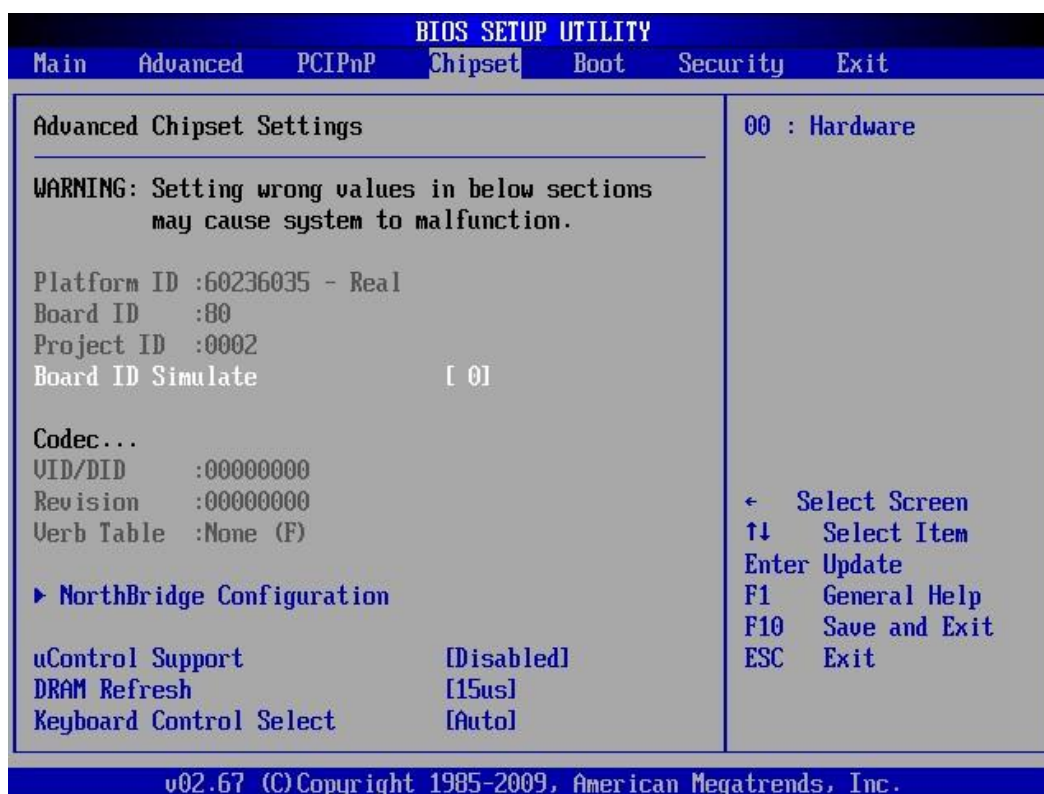 BIOS SETUP UTILITY
Main Advanced PCIPnP Chipset Boot Security Exit
Advanced Chipset Settings
WARNING: Setting wrong values in below sections
may cause system to malfunction.
Platform ID :60236035 - Real
Board ID :80
Project ID :0002
Board ID Simulate [ 0]
Codec...
VID/DID :00000000
Revision :00000000
Verb Table :None (F)
▶ NorthBridge Configuration
uControl Support [Disabled]
DRAM Refresh [15us]
Keyboard Control Select [Auto]
00 : Hardware
← Select Screen
↑↓ Select Item
Enter Update
F1 General Help
F10 Save and Exit
ESC Exit
v02.67 (C)Copyright 1985-2009, American Megatrends, Inc.